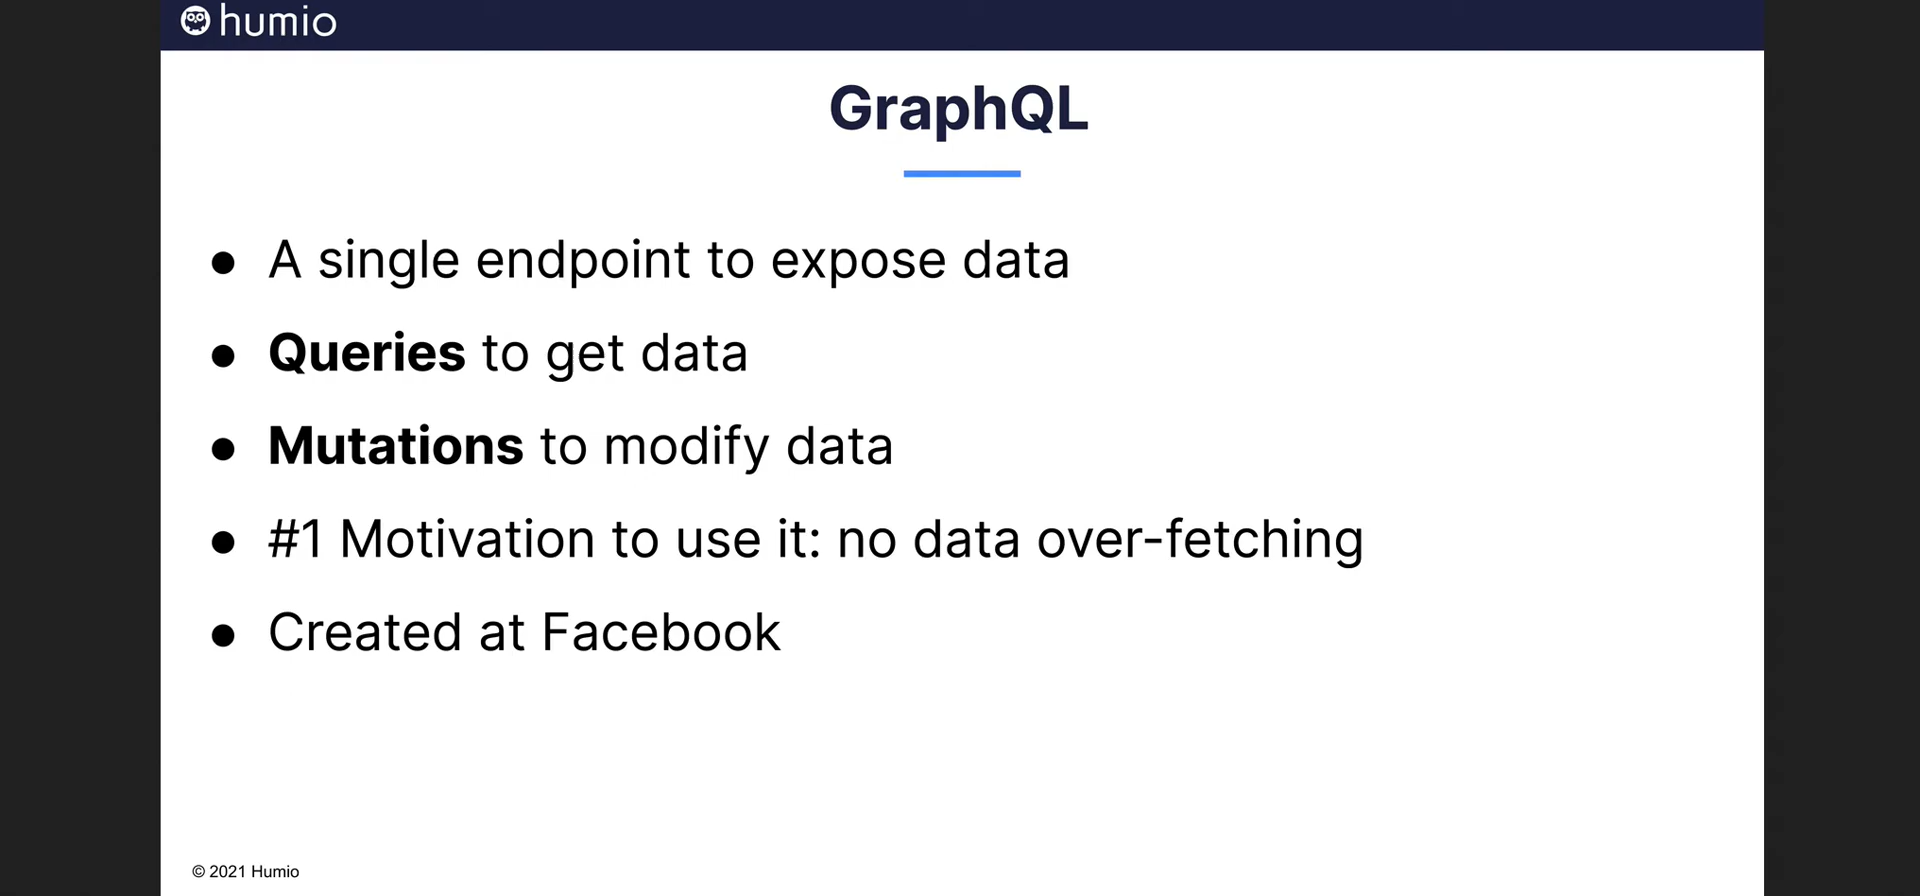 humio
GraphQL
● A single endpoint to expose data
● Queries to get data
● Mutations to modify data
● #1 Motivation to use it: no data over-fetching
● Created at Facebook
© 2021 Humio